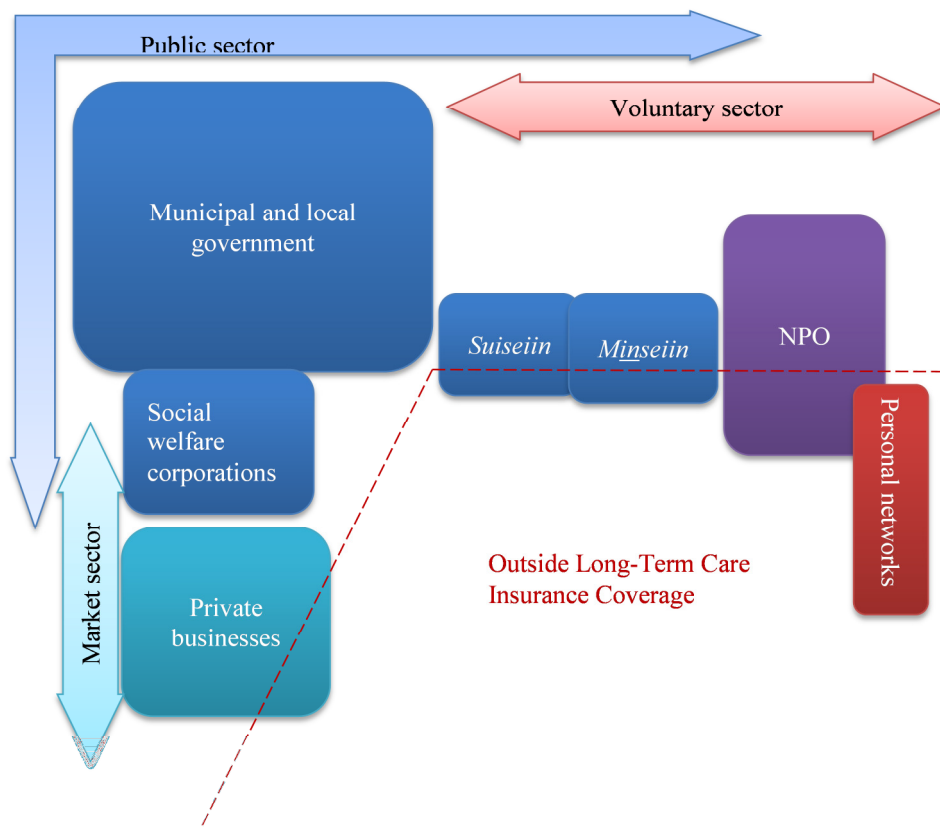 Public sector
Voluntary sector
Municipal and local
government
Suiseiin
Minseiin
NPO
Social
welfare
corporations
Personal networks
Market sector
Private
businesses
Outside Long-Term Care
Insurance Coverage